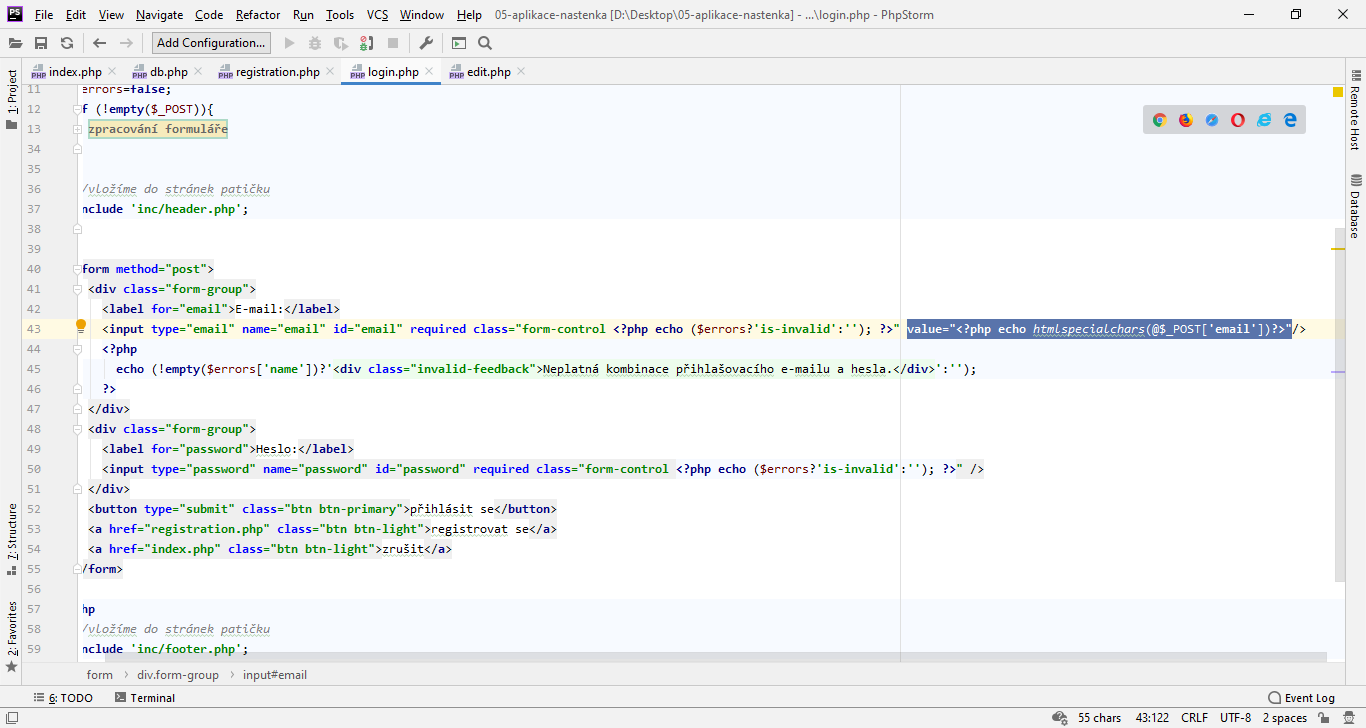 PS File Edit View Navigate Code Refactor Run Tools VCS Window Help 05-aplikace-nastenka [D:\Desktop\05-aplikace-nastenka] - ...\login.php - PhpStorm
Add Configuration...
PHP index.php PHP db.php PHP registration.php PHP login.php PHP edit.php
1: Project
7: Structure
2: Favorites
11 errors=false;
12 f (!empty($_POST)){
13 zpracování formuláře
34
35
36 /vložíme do stránek patičku
37 nclude 'inc/header.php';
38
39
40 form method="post">
41 <div class="form-group">
42 <label for="email">E-mail:</label>
43 <input type="email" name="email" id="email" required class="form-control <?php echo ($errors?'is-invalid':''); ?>" value="<?php echo htmlspecialchars(@$_POST['email'])?>"/>
44 <?php
45 echo (!empty($errors['name'])?'<div class="invalid-feedback">Neplatná kombinace přihlašovacího e-mailu a hesla.</div>':'');
46 ?>
47 </div>
48 <div class="form-group">
49 <label for="password">Heslo:</label>
50 <input type="password" name="password" id="password" required class="form-control <?php echo ($errors?'is-invalid':''); ?>" />
51 </div>
52 <button type="submit" class="btn btn-primary">přihlásit se</button>
53 <a href="registration.php" class="btn btn-light">registrovat se</a>
54 <a href="index.php" class="btn btn-light">zrušit</a>
55 /form>
56
57 hp
58 /vložíme do stránek patičku
59 nclude 'inc/footer.php';
Remote Host
Database
form › div.form-group › input#email
6: TODO Terminal Event Log
55 chars 43:122 CRLF UTF-8 2 spaces